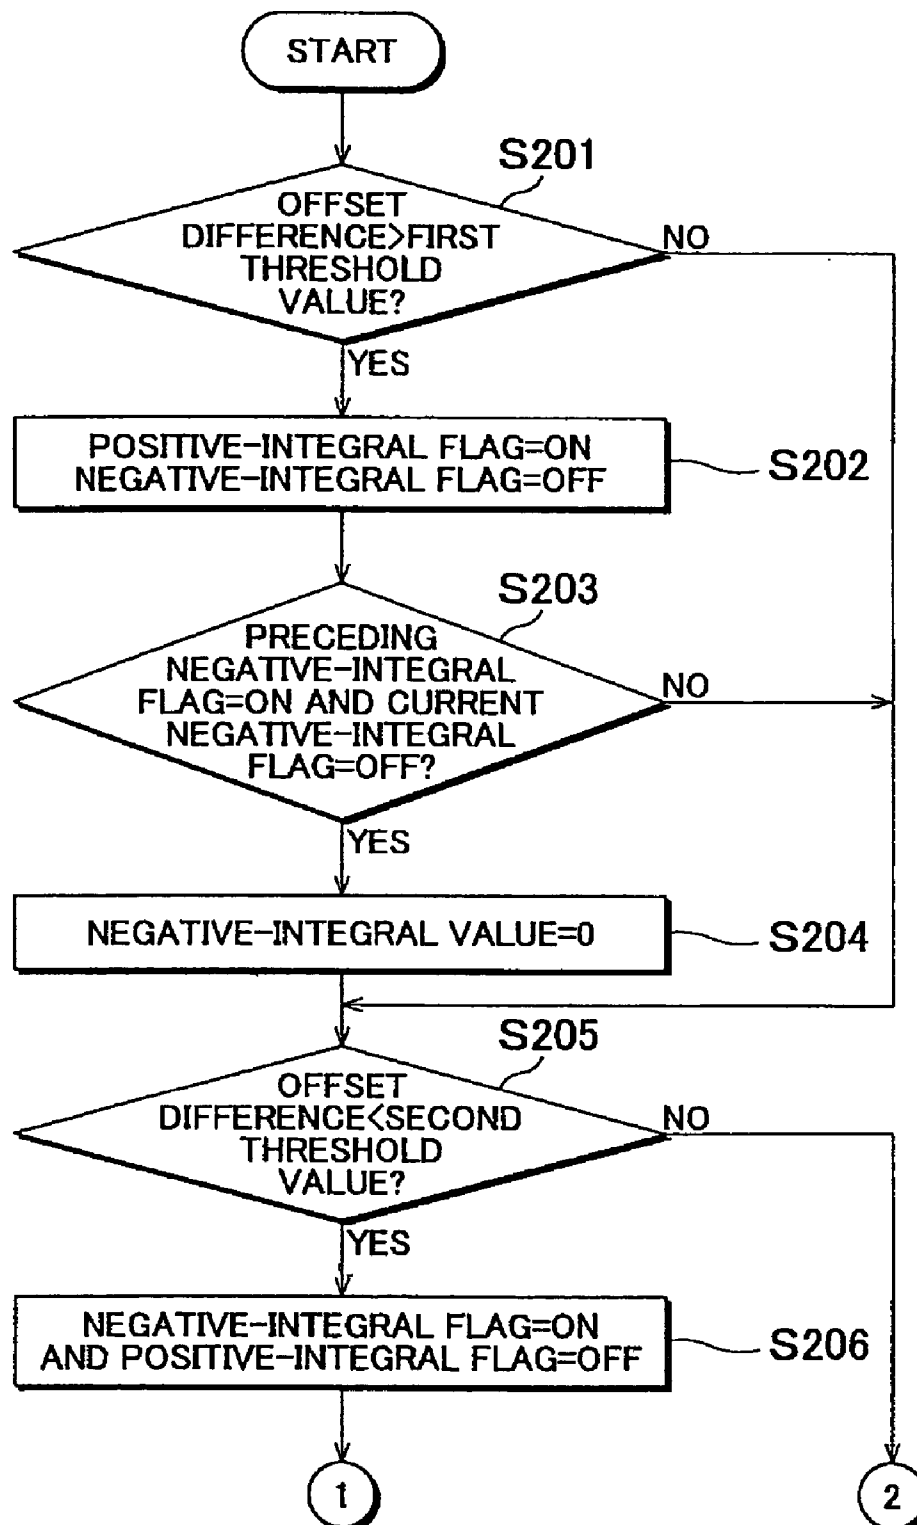 START
S201
OFFSET
DIFFERENCE>FIRST
THRESHOLD
VALUE?
NO
YES
POSITIVE-INTEGRAL FLAG=ON
NEGATIVE-INTEGRAL FLAG=OFF
S202
S203
PRECEDING
NEGATIVE-INTEGRAL
FLAG=ON AND CURRENT
NEGATIVE-INTEGRAL
FLAG=OFF?
NO
YES
NEGATIVE-INTEGRAL VALUE=0
S204
S205
OFFSET
DIFFERENCE<SECOND
THRESHOLD
VALUE?
NO
YES
NEGATIVE-INTEGRAL FLAG=ON
AND POSITIVE-INTEGRAL FLAG=OFF
S206
1
2